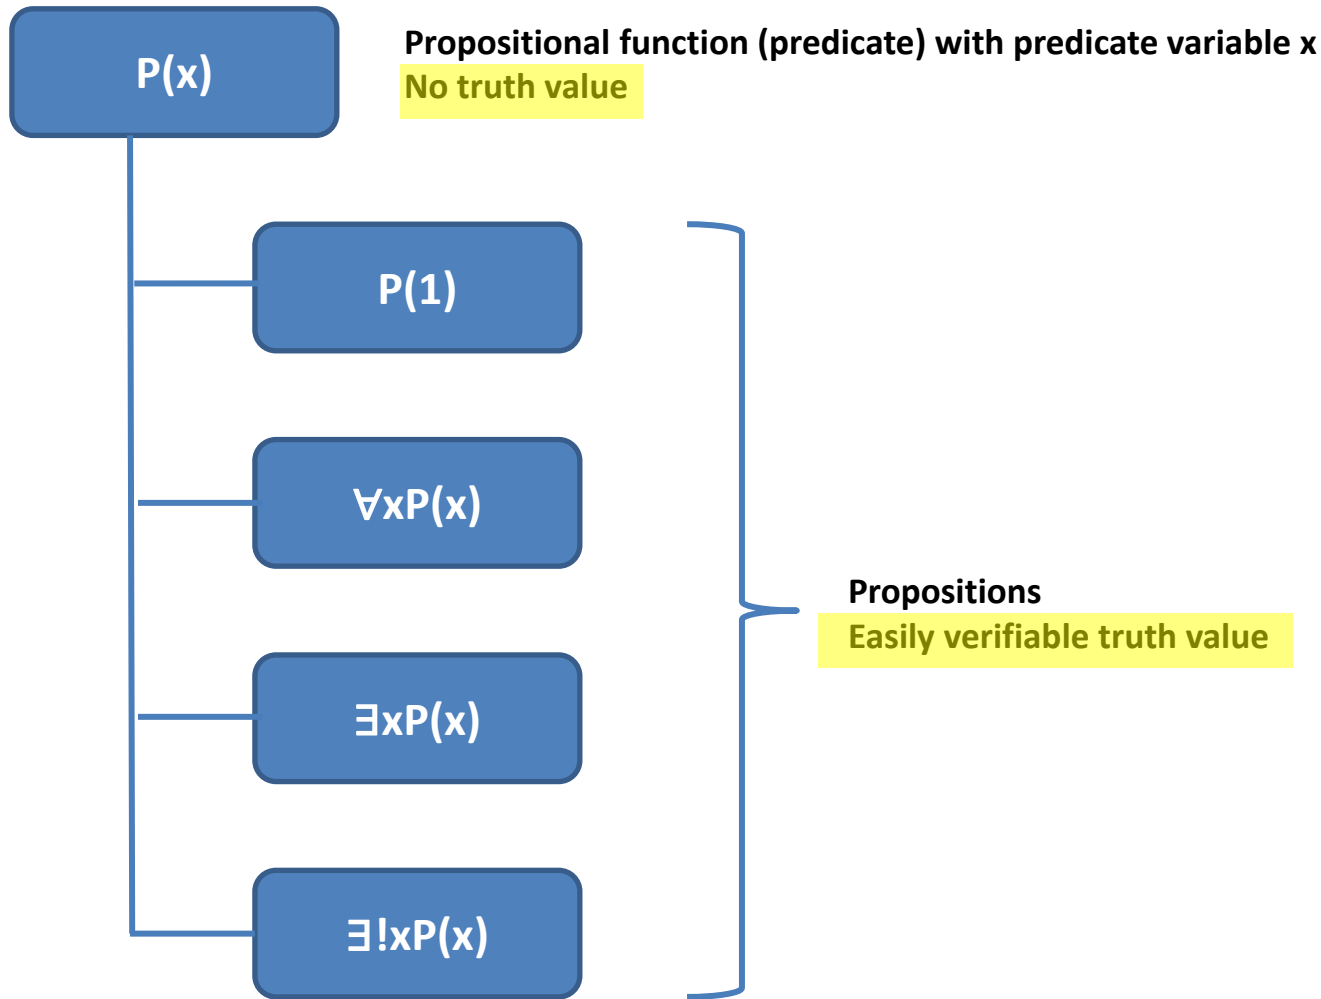 P(x)
Propositional function (predicate) with predicate variable x
No truth value
P(1)
∀xP(x)
∃xP(x)
∃!xP(x)
Propositions
Easily verifiable truth value